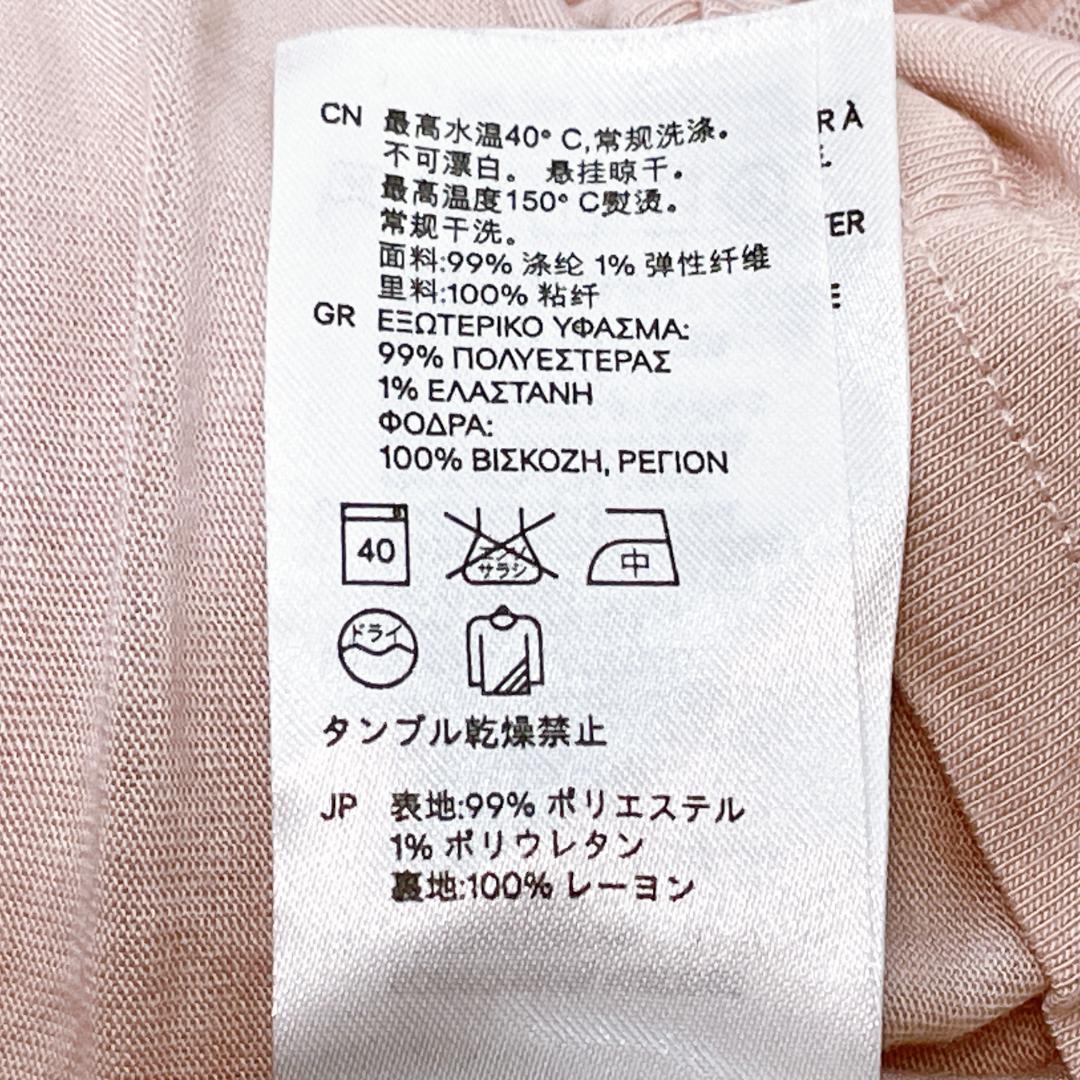 CN 最高水温40° C,常规洗涤。
不可漂白。 悬挂晾干。
最高温度150° C熨烫。
常规干洗。
面料:99% 涤纶 1% 弹性纤维
里料:100% 粘纤
GR ΕΞΩΤΕΡΙΚΟ ΥΦΑΣΜΑ:
99% ΠΟΛΥΕΣΤΕΡΑΣ
1% ΕΛΑΣΤΑΝΗ
ΦΟΔΡΑ:
100% ΒΙΣΚΟΖΗ, ΡΕΓΙΟΝ
40 エンソ サラシ 中
ドライ
タンブル乾燥禁止
JP 表地:99% ポリエステル
1% ポリウレタン
裏地:100% レーヨン
R À
ER
E